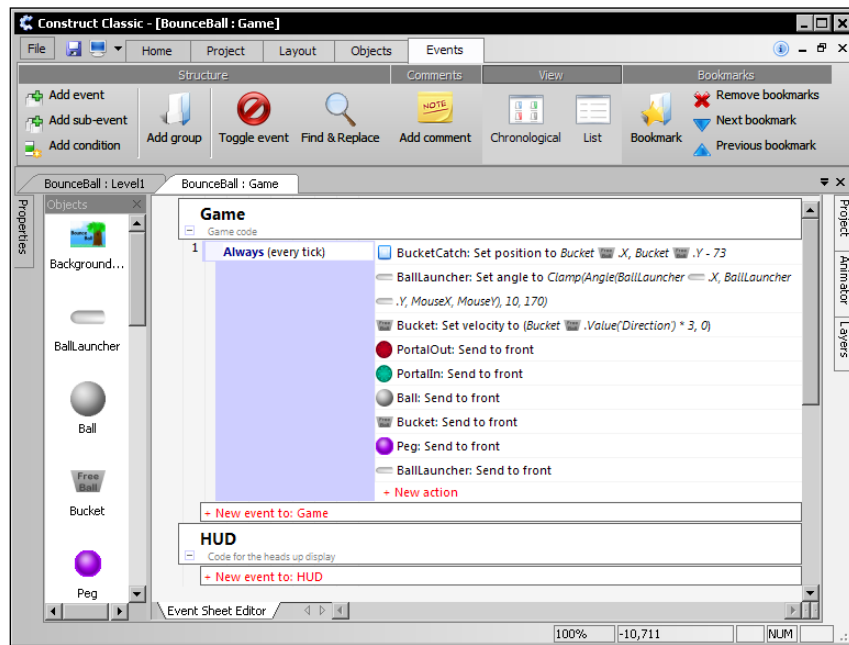 Construct Classic - [BounceBall : Game]
File Home Project Layout Objects Events
Structure Comments View Bookmarks
Add event
Add sub-event
Add condition
Add group
Toggle event
Find & Replace
NOTE
Add comment
Chronological
List
Bookmark
Remove bookmarks
Next bookmark
Previous bookmark
BounceBall : Level1 BounceBall : Game
Properties
Objects
Bounce Ball
Background...
BallLauncher
Ball
Free
Ball
Bucket
Peg
Game
Game code
1 Always (every tick)
BucketCatch: Set position to Bucket .X, Bucket .Y - 73
BallLauncher: Set angle to Clamp(Angle(BallLauncher .X, BallLauncher
.Y, MouseX, MouseY), 10, 170)
Bucket: Set velocity to (Bucket .Value('Direction') * 3, 0)
PortalOut: Send to front
PortalIn: Send to front
Ball: Send to front
Bucket: Send to front
Peg: Send to front
BallLauncher: Send to front
+ New action
+ New event to: Game
HUD
Code for the heads up display
+ New event to: HUD
Project
Animator
Layers
Event Sheet Editor
100% -10,711 NUM